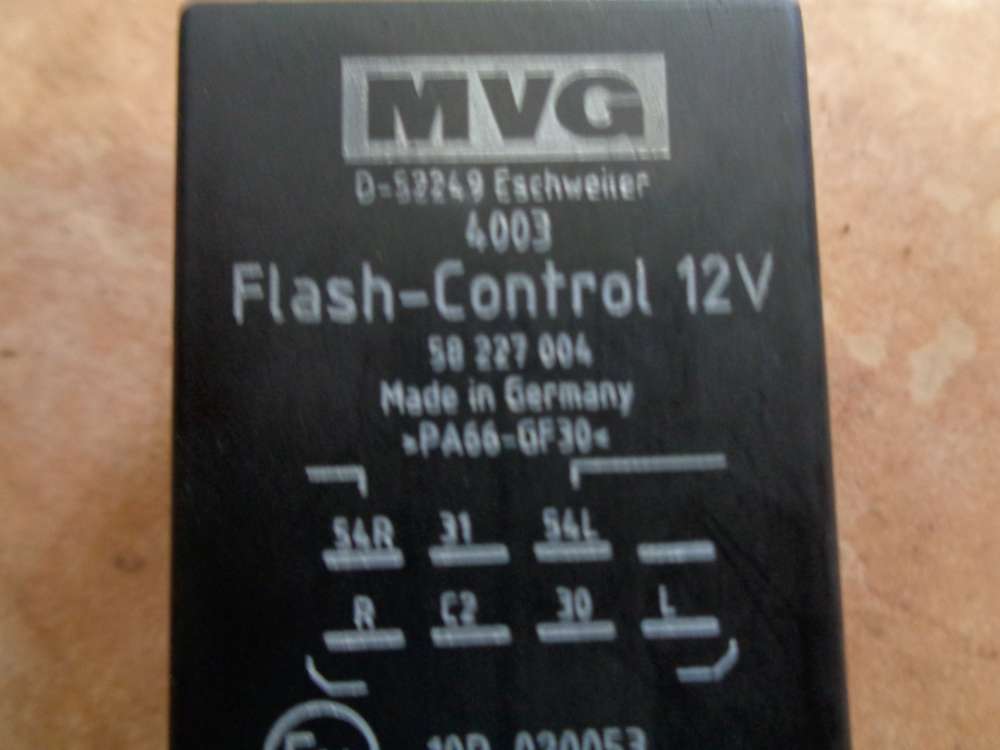 MVG
D-52249 Eschweiler
4003
Flash-Control 12V
58 227 004
Made in Germany
>PA66-GF30<
54R 31 54L
R C2 30 L